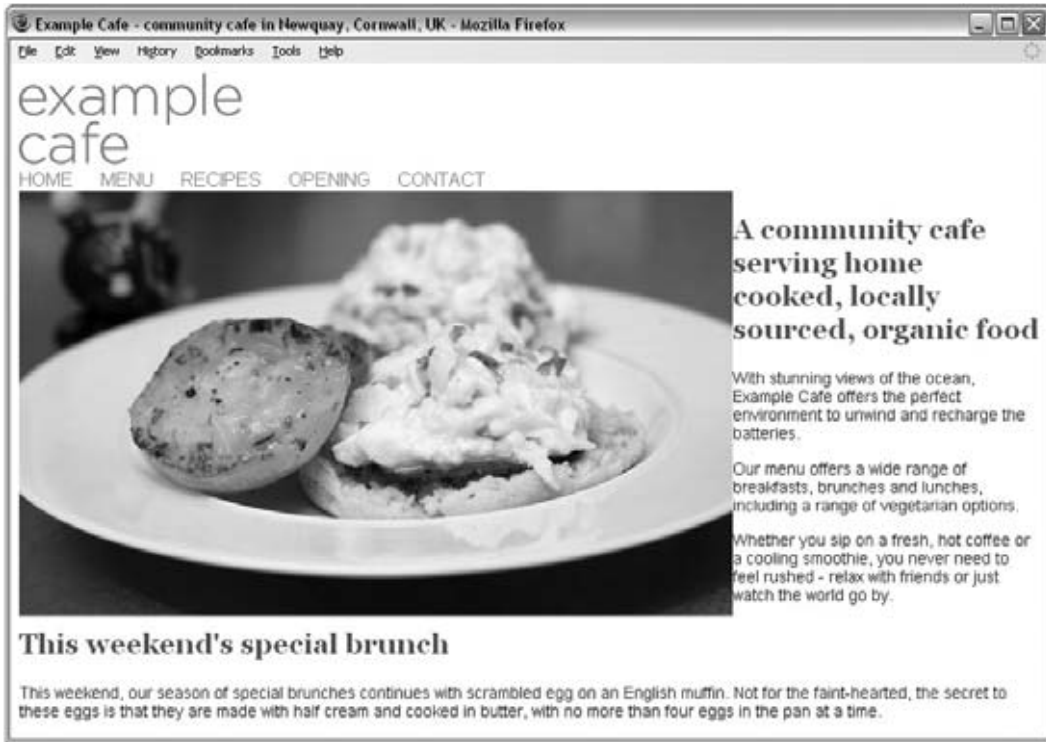 Example Cafe - community cafe in Newquay, Cornwall, UK - Mozilla Firefox
File Edit View History Bookmarks Tools Help
example
cafe
HOME MENU RECIPES OPENING CONTACT
A community cafe
serving home
cooked, locally
sourced, organic food
With stunning views of the ocean,
Example Cafe offers the perfect
environment to unwind and recharge the
batteries.
Our menu offers a wide range of
breakfasts, brunches and lunches,
including a range of vegetarian options.
Whether you sip on a fresh, hot coffee or
a cooling smoothie, you never need to
feel rushed - relax with friends or just
watch the world go by.
This weekend's special brunch
This weekend, our season of special brunches continues with scrambled egg on an English muffin. Not for the faint-hearted, the secret to
these eggs is that they are made with half cream and cooked in butter, with no more than four eggs in the pan at a time.